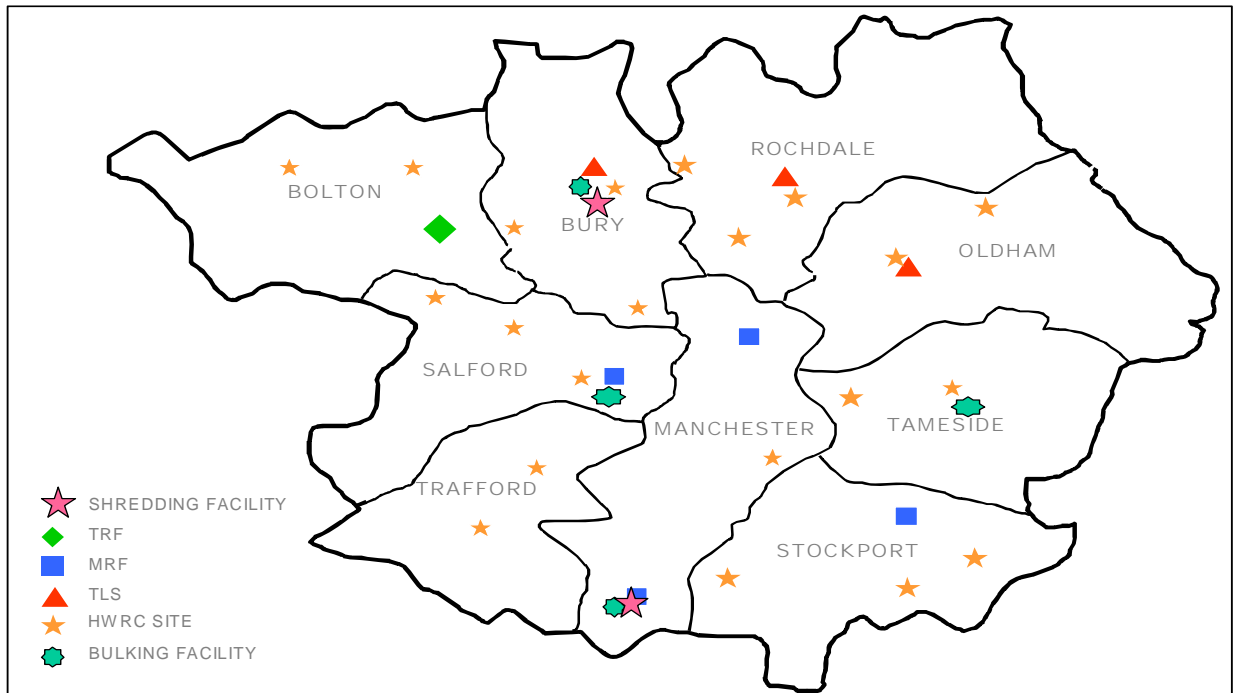 ROCHDALE
BOLTON
BURY
OLDHAM
SALFORD
MANCHESTER
TAMESIDE
TRAFFORD
STOCKPORT
SHREDDING FACILITY
TRF
MRF
TLS
HWRC SITE
BULKING FACILITY